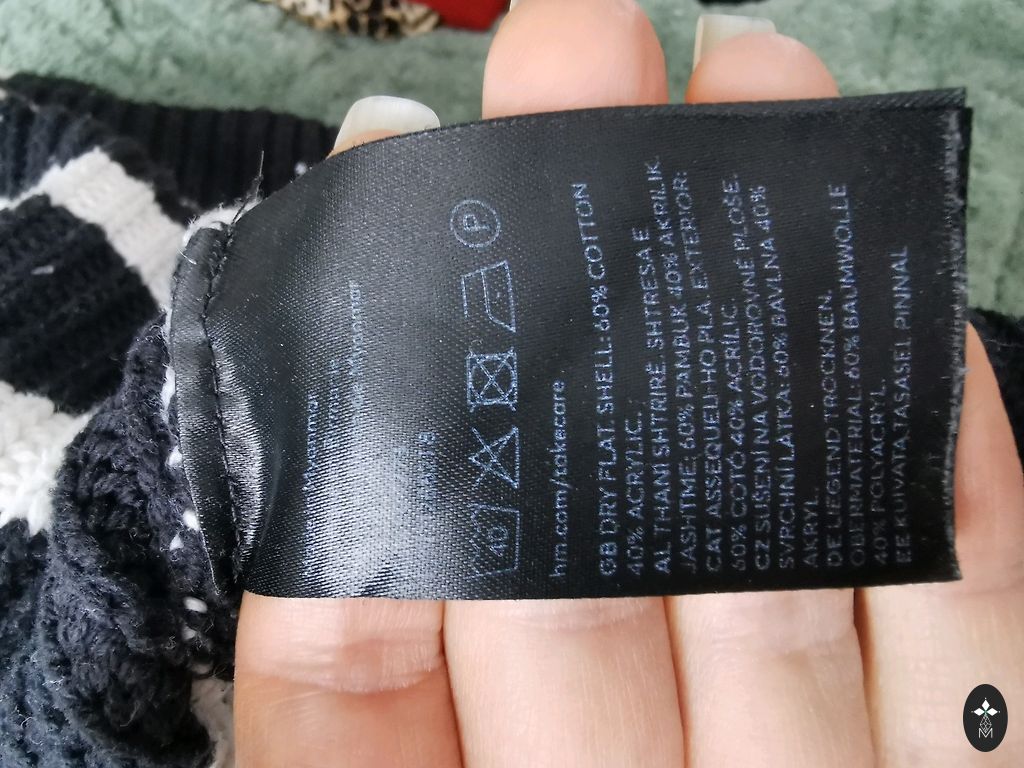 Myanmar
40
P
hm.com/takecare
GB DRY FLAT. SHELL: 60% COTTON
40% ACRYLIC.
AL THANI SHTRIRË. SHTRESA E
JASHTME: 60% PAMBUK 40% AKRILIK.
CAT ASSEQUEU-HO PLA. EXTERIOR:
60% COTÓ 40% ACRÍLIC.
CZ SUŠENÍ NA VODOROVNÉ PLOŠE.
SVRCHNÍ LÁTKA: 60% BAVLNA 40%
AKRYL.
DE LIEGEND TROCKNEN.
OBERMATERIAL: 60% BAUMWOLLE
40% POLYACRYL.
EE KUIVATA TASASEL PINNAL
M